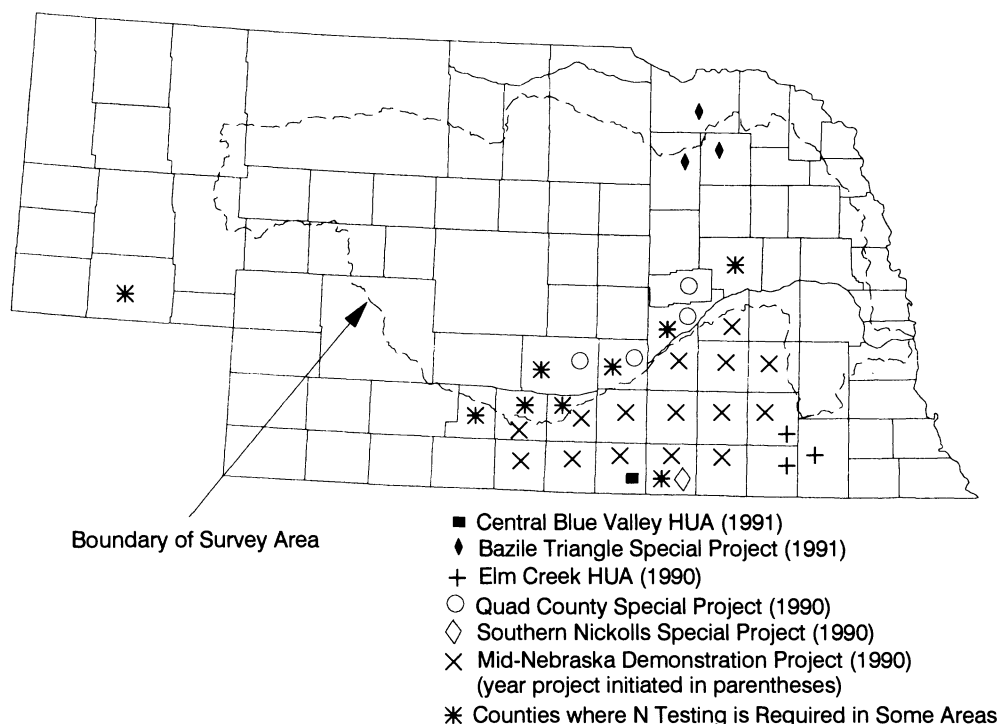 Boundary of Survey Area
Central Blue Valley HUA (1991)
Bazile Triangle Special Project (1991)
Elm Creek HUA (1990)
Quad County Special Project (1990)
Southern Nickolls Special Project (1990)
Mid-Nebraska Demonstration Project (1990)
(year project initiated in parentheses)
Counties where N Testing is Required in Some Areas